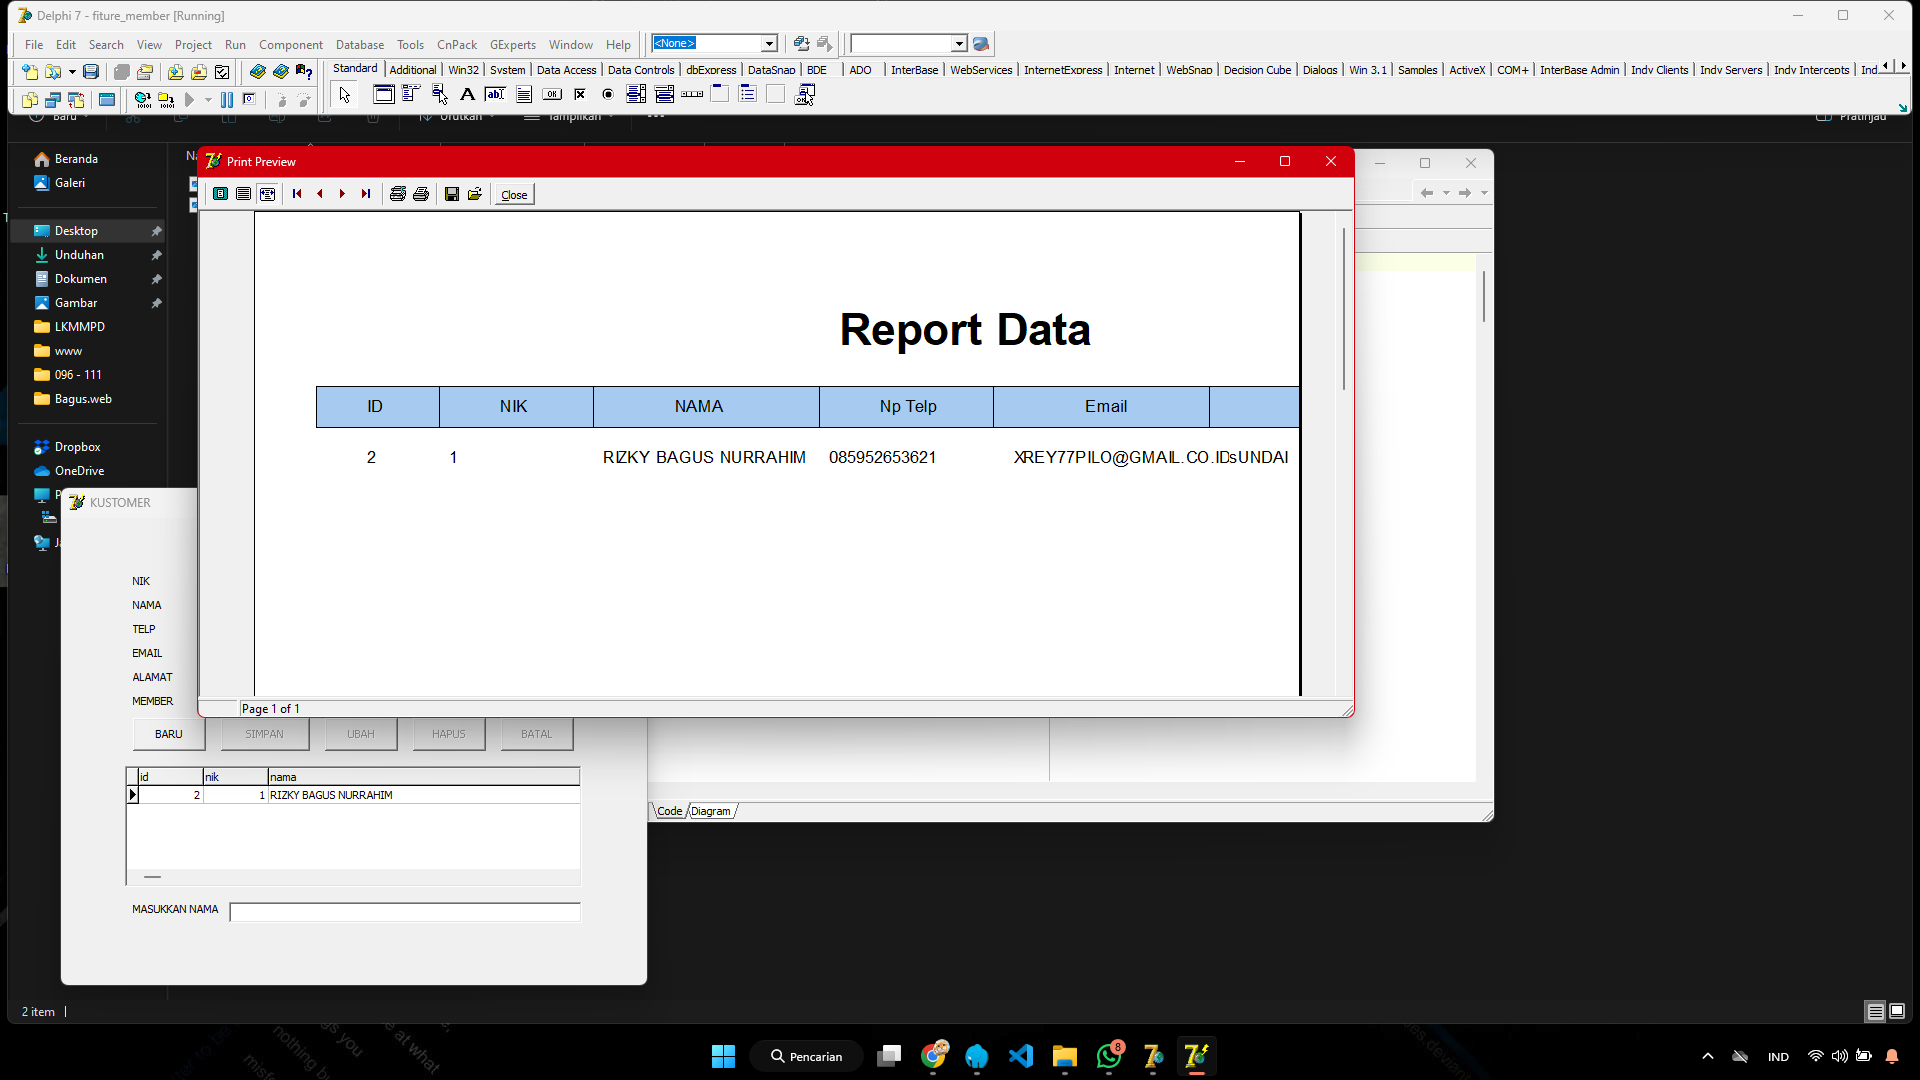 Delphi 7 - fiture_member [Running]
File Edit Search View Project Run Component Database Tools CnPack GExperts Window Help <None>
Standard Additional Win32 System Data Access Data Controls dbExpress DataSnap BDE ADO InterBase WebServices InternetExpress Internet WebSnap Decision Cube Dialogs Win 3.1 Samples ActiveX COM+ InterBase Admin Indy Clients Indy Servers Indy Intercepts Ind
Baru Urutkan Tampilkan Pratinjau
Beranda
Galeri
Desktop
Unduhan
Dokumen
Gambar
LKMMPD
www
096 - 111
Bagus.web
Dropbox
OneDrive
Print Preview
Close
Report Data
ID NIK NAMA Np Telp Email
2 1 RIZKY BAGUS NURRAHIM 085952653621 XREY77PILO@GMAIL.CO.IDsUNDAI
Page 1 of 1
KUSTOMER
NIK
NAMA
TELP
EMAIL
ALAMAT
MEMBER
BARU SIMPAN UBAH HAPUS BATAL
id nik nama
2 1 RIZKY BAGUS NURRAHIM
MASUKKAN NAMA
Code Diagram
2 item
nothing
at what
Pencarian
8
IND